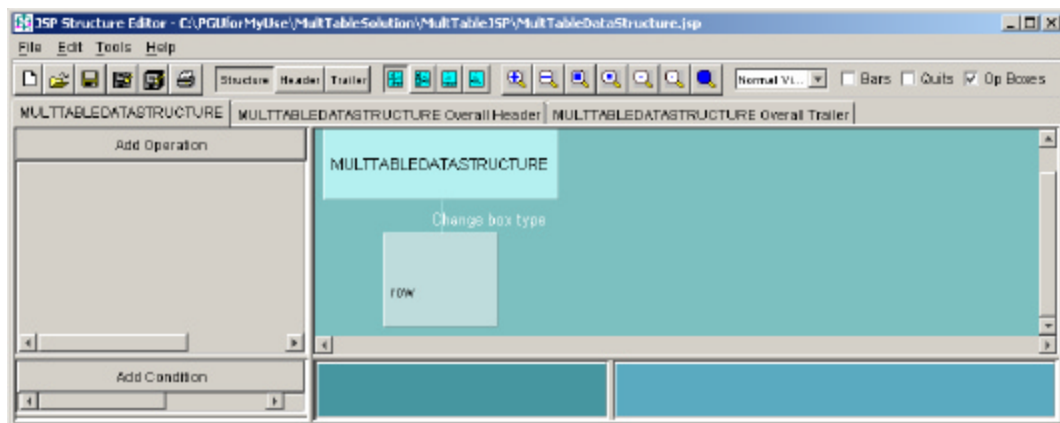 JSP Structure Editor - C:\PGUforMyUse\MultTableSolution\MultTableJSP\MultTableDataStructure.jsp
File Edit Tools Help
Structure Header Trailer Normal Vi... Bars Quits Op Boxes
MULTTABLEDATASTRUCTURE MULTTABLEDATASTRUCTURE Overall Header MULTTABLEDATASTRUCTURE Overall Trailer
Add Operation
MULTTABLEDATASTRUCTURE
Change box type
row
Add Condition